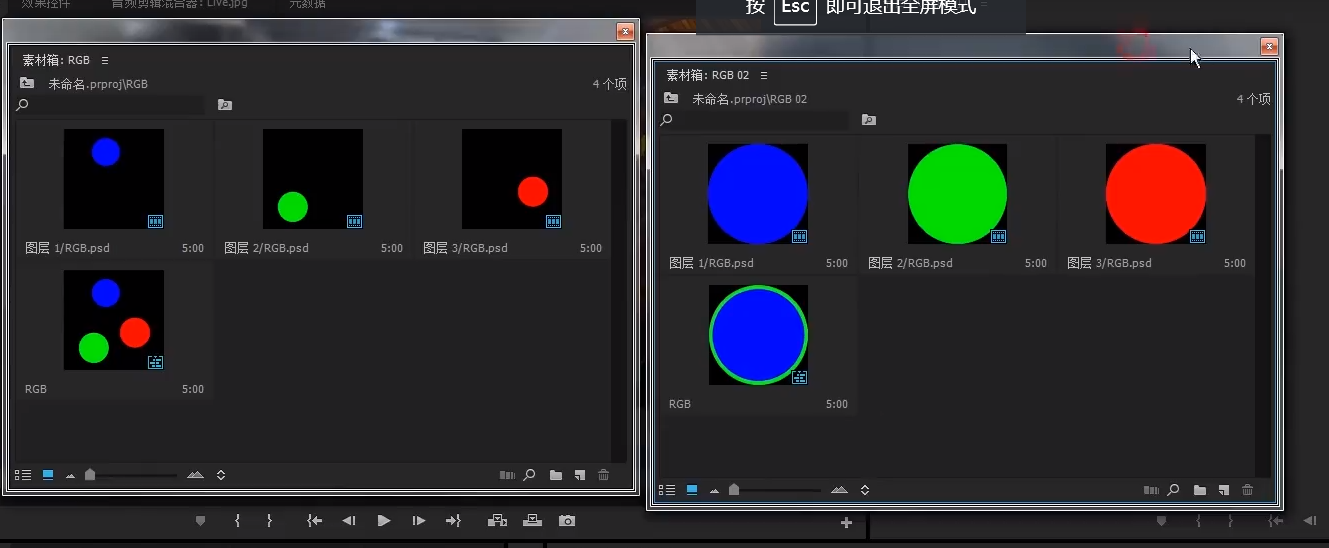 效果控件 音频剪辑混合器: Live.jpg 元数据
按 Esc 即可退出全屏模式
素材箱: RGB
未命名.prproj\RGB 4 个项
图层 1/RGB.psd 5:00 图层 2/RGB.psd 5:00 图层 3/RGB.psd 5:00
RGB 5:00
素材箱: RGB 02
未命名.prproj\RGB 02 4 个项
图层 1/RGB.psd 5:00 图层 2/RGB.psd 5:00 图层 3/RGB.psd 5:00
RGB 5:00